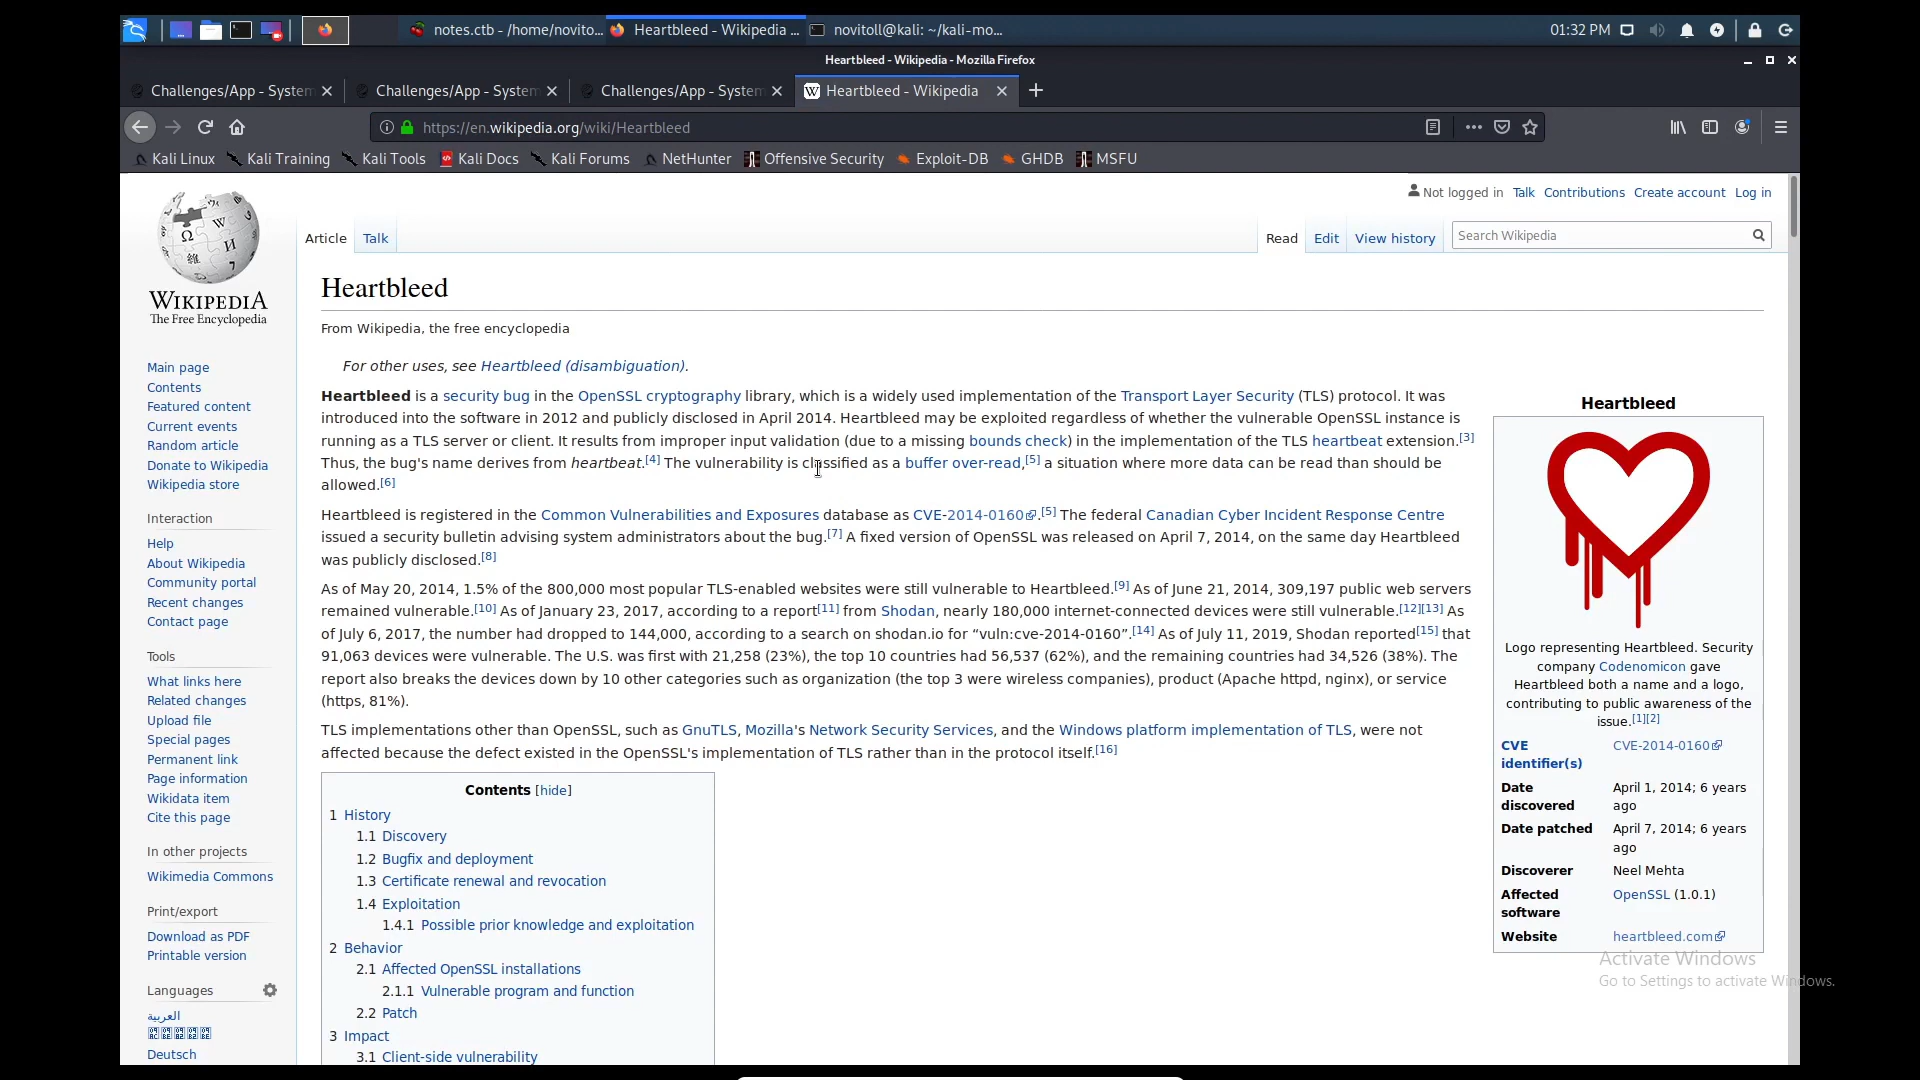 notes.ctb - /home/novito...
Heartbleed - Wikipedia ...
novitoll@kali: ~/kali-mo...
01:32 PM
Heartbleed - Wikipedia - Mozilla Firefox
Challenges/App - System
Challenges/App - System
Challenges/App - System
Heartbleed - Wikipedia
https://en.wikipedia.org/wiki/Heartbleed
Kali Linux
Kali Training
Kali Tools
Kali Docs
Kali Forums
NetHunter
Offensive Security
Exploit-DB
GHDB
MSFU
Not logged in Talk Contributions Create account Log in
Article Talk
Read Edit View history
Search Wikipedia
WIKIPEDIA
The Free Encyclopedia
Main page
Contents
Featured content
Current events
Random article
Donate to Wikipedia
Wikipedia store
Interaction
Help
About Wikipedia
Community portal
Recent changes
Contact page
Tools
What links here
Related changes
Upload file
Special pages
Permanent link
Page information
Wikidata item
Cite this page
In other projects
Wikimedia Commons
Print/export
Download as PDF
Printable version
Languages
العربية
Deutsch
Heartbleed
From Wikipedia, the free encyclopedia
For other uses, see Heartbleed (disambiguation).
Heartbleed is a security bug in the OpenSSL cryptography library, which is a widely used implementation of the Transport Layer Security (TLS) protocol. It was
introduced into the software in 2012 and publicly disclosed in April 2014. Heartbleed may be exploited regardless of whether the vulnerable OpenSSL instance is
running as a TLS server or client. It results from improper input validation (due to a missing bounds check) in the implementation of the TLS heartbeat extension.[3]
Thus, the bug's name derives from heartbeat.[4] The vulnerability is classified as a buffer over-read,[5] a situation where more data can be read than should be
allowed.[6]
Heartbleed is registered in the Common Vulnerabilities and Exposures database as CVE-2014-0160.[5] The federal Canadian Cyber Incident Response Centre
issued a security bulletin advising system administrators about the bug.[7] A fixed version of OpenSSL was released on April 7, 2014, on the same day Heartbleed
was publicly disclosed.[8]
As of May 20, 2014, 1.5% of the 800,000 most popular TLS-enabled websites were still vulnerable to Heartbleed.[9] As of June 21, 2014, 309,197 public web servers
remained vulnerable.[10] As of January 23, 2017, according to a report[11] from Shodan, nearly 180,000 internet-connected devices were still vulnerable.[12][13] As
of July 6, 2017, the number had dropped to 144,000, according to a search on shodan.io for “vuln:cve-2014-0160”.[14] As of July 11, 2019, Shodan reported[15] that
91,063 devices were vulnerable. The U.S. was first with 21,258 (23%), the top 10 countries had 56,537 (62%), and the remaining countries had 34,526 (38%). The
report also breaks the devices down by 10 other categories such as organization (the top 3 were wireless companies), product (Apache httpd, nginx), or service
(https, 81%).
TLS implementations other than OpenSSL, such as GnuTLS, Mozilla's Network Security Services, and the Windows platform implementation of TLS, were not
affected because the defect existed in the OpenSSL's implementation of TLS rather than in the protocol itself.[16]
Contents [hide]
1 History
1.1 Discovery
1.2 Bugfix and deployment
1.3 Certificate renewal and revocation
1.4 Exploitation
1.4.1 Possible prior knowledge and exploitation
2 Behavior
2.1 Affected OpenSSL installations
2.1.1 Vulnerable program and function
2.2 Patch
3 Impact
3.1 Client-side vulnerability
Heartbleed
Logo representing Heartbleed. Security
company Codenomicon gave
Heartbleed both a name and a logo,
contributing to public awareness of the
issue.[1][2]
CVE identifier(s) CVE-2014-0160
Date discovered April 1, 2014; 6 years ago
Date patched April 7, 2014; 6 years ago
Discoverer Neel Mehta
Affected software OpenSSL (1.0.1)
Website heartbleed.com
Activate Windows
Go to Settings to activate Windows.